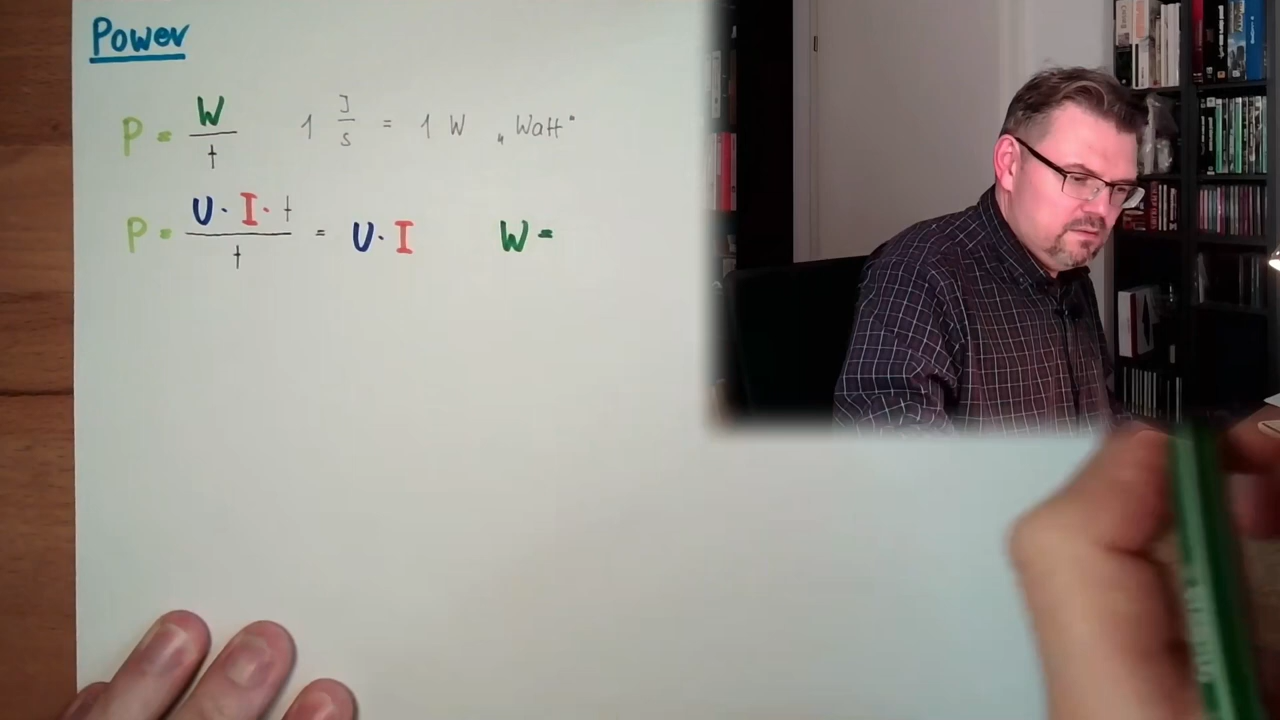 Power
P = W/t 1 J/s = 1 W „Watt"
P = U · I · t / t = U · I W =